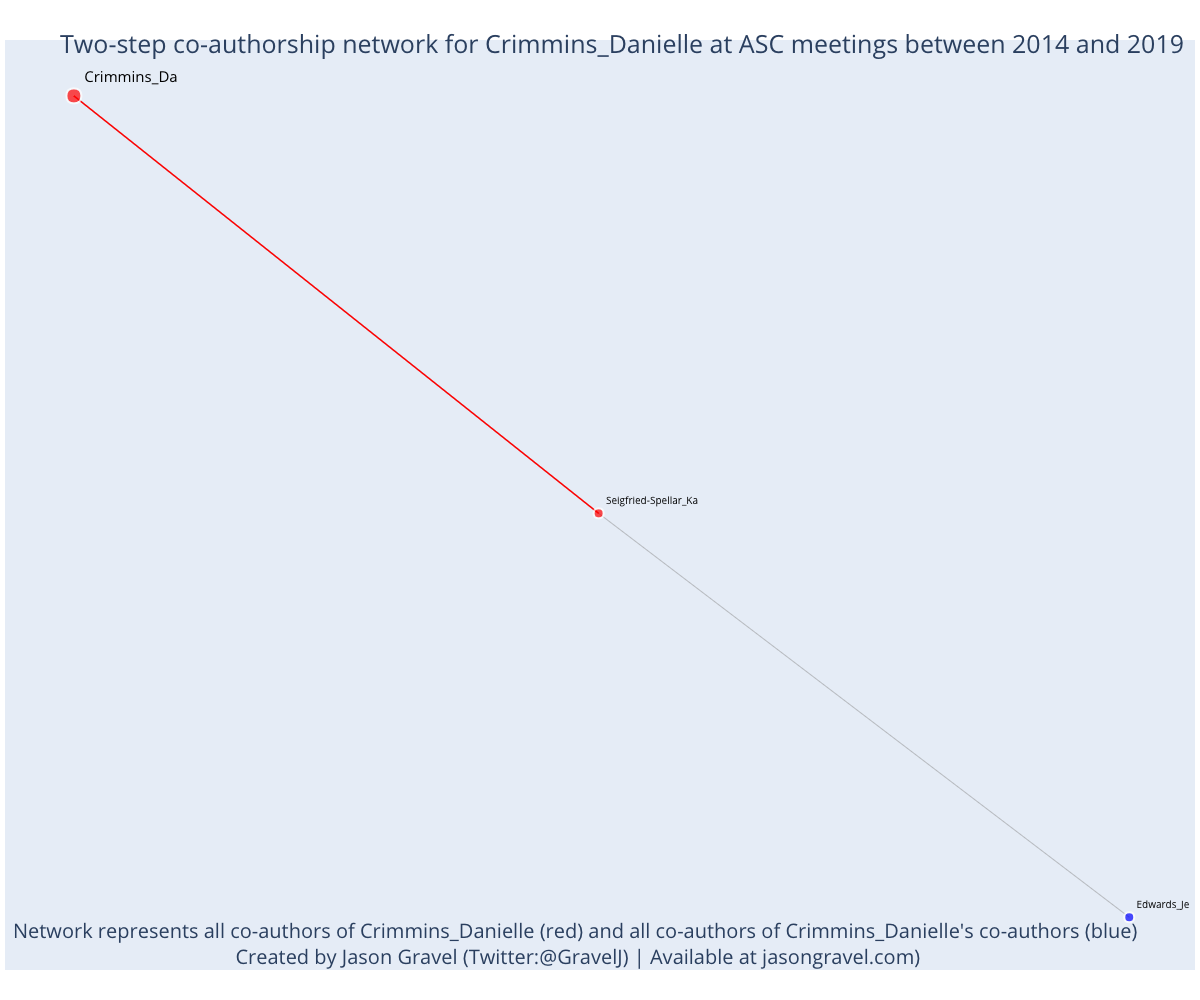 Two-step co-authorship network for Crimmins_Danielle at ASC meetings between 2014 and 2019
Crimmins_Da
Seigfried-Spellar_Ka
Edwards_Je
Network represents all co-authors of Crimmins_Danielle (red) and all co-authors of Crimmins_Danielle's co-authors (blue)
Created by Jason Gravel (Twitter:@GravelJ) | Available at jasongravel.com)